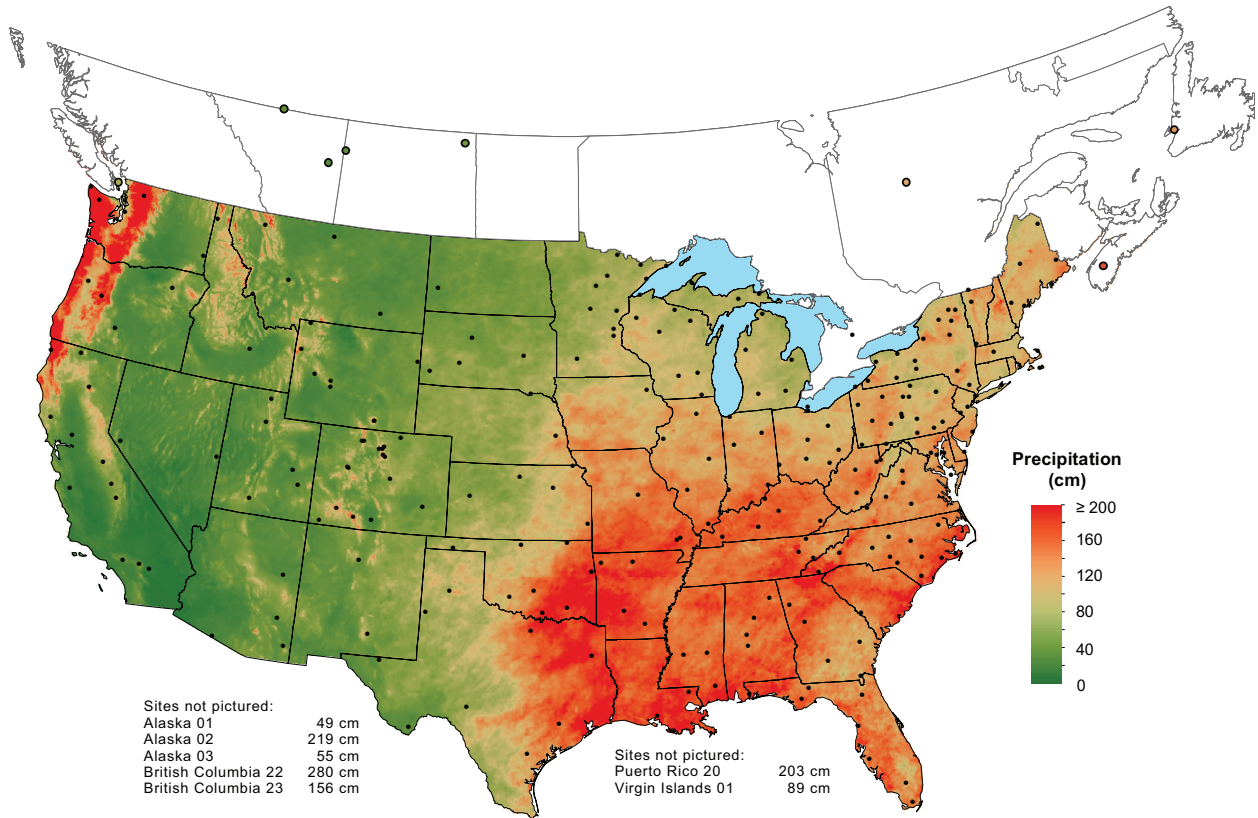 Precipitation
(cm)
≥ 200
160
120
80
40
0
Sites not pictured:
Alaska 01 49 cm
Alaska 02 219 cm
Alaska 03 55 cm
British Columbia 22 280 cm
British Columbia 23 156 cm
Sites not pictured:
Puerto Rico 20 203 cm
Virgin Islands 01 89 cm